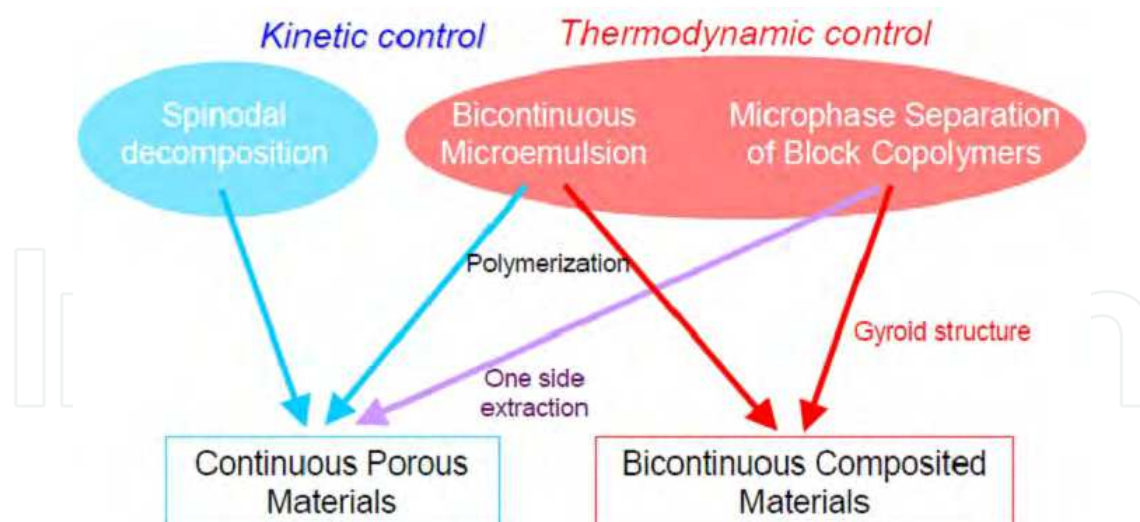 Kinetic control
Thermodynamic control
Spinodal
decomposition
Bicontinuous
Microemulsion
Microphase Separation
of Block Copolymers
Polymerization
Gyroid structure
One side
extraction
Continuous Porous
Materials
Bicontinuous Composited
Materials